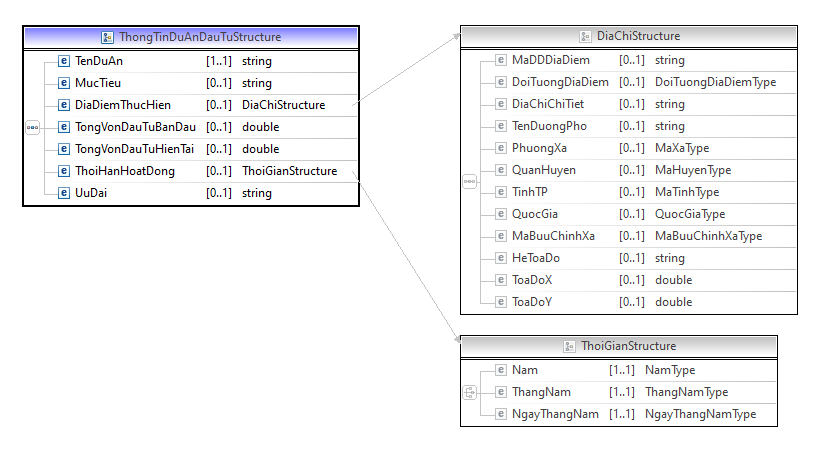 ThongTinDuAnDauTuStructure
TenDuAn [1..1] string
MucTieu [0..1] string
DiaDiemThucHien [0..1] DiaChiStructure
TongVonDauTuBanDau [0..1] double
TongVonDauTuHienTai [0..1] double
ThoiHanHoatDong [0..1] ThoiGianStructure
UuDai [0..1] string
DiaChiStructure
MaDDDiaDiem [0..1] string
DoiTuongDiaDiem [0..1] DoiTuongDiaDiemType
DiaChiChiTiet [0..1] string
TenDuongPho [0..1] string
PhuongXa [0..1] MaXaType
QuanHuyen [0..1] MaHuyenType
TinhTP [0..1] MaTinhType
QuocGia [0..1] QuocGiaType
MaBuuChinhXa [0..1] MaBuuChinhXaType
HeToaDo [0..1] string
ToaDoX [0..1] double
ToaDoY [0..1] double
ThoiGianStructure
Nam [1..1] NamType
ThangNam [1..1] ThangNamType
NgayThangNam [1..1] NgayThangNamType